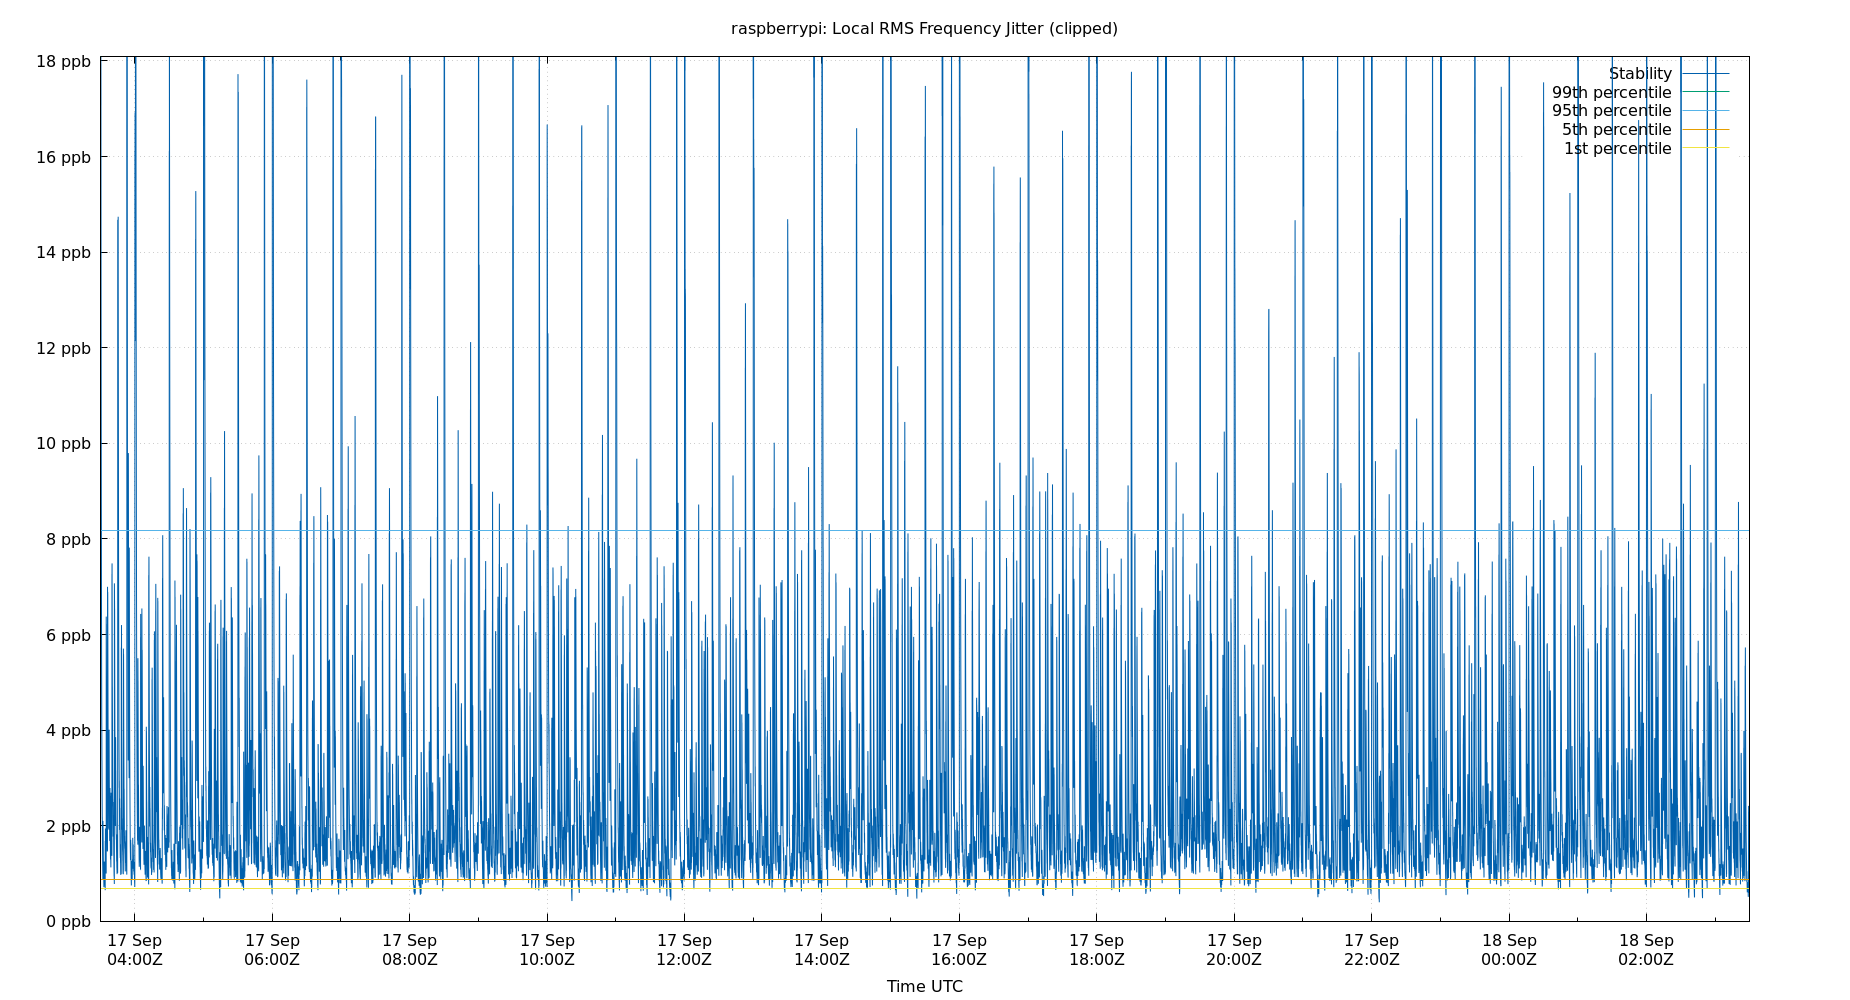 raspberrypi: Local RMS Frequency Jitter (clipped)
18 ppb
16 ppb
14 ppb
12 ppb
10 ppb
8 ppb
6 ppb
4 ppb
2 ppb
0 ppb
Stability
99th percentile
95th percentile
5th percentile
1st percentile
17 Sep 17 Sep 17 Sep 17 Sep 17 Sep 17 Sep 17 Sep 17 Sep 17 Sep 17 Sep 18 Sep 18 Sep
04:00Z 06:00Z 08:00Z 10:00Z 12:00Z 14:00Z 16:00Z 18:00Z 20:00Z 22:00Z 00:00Z 02:00Z
Time UTC